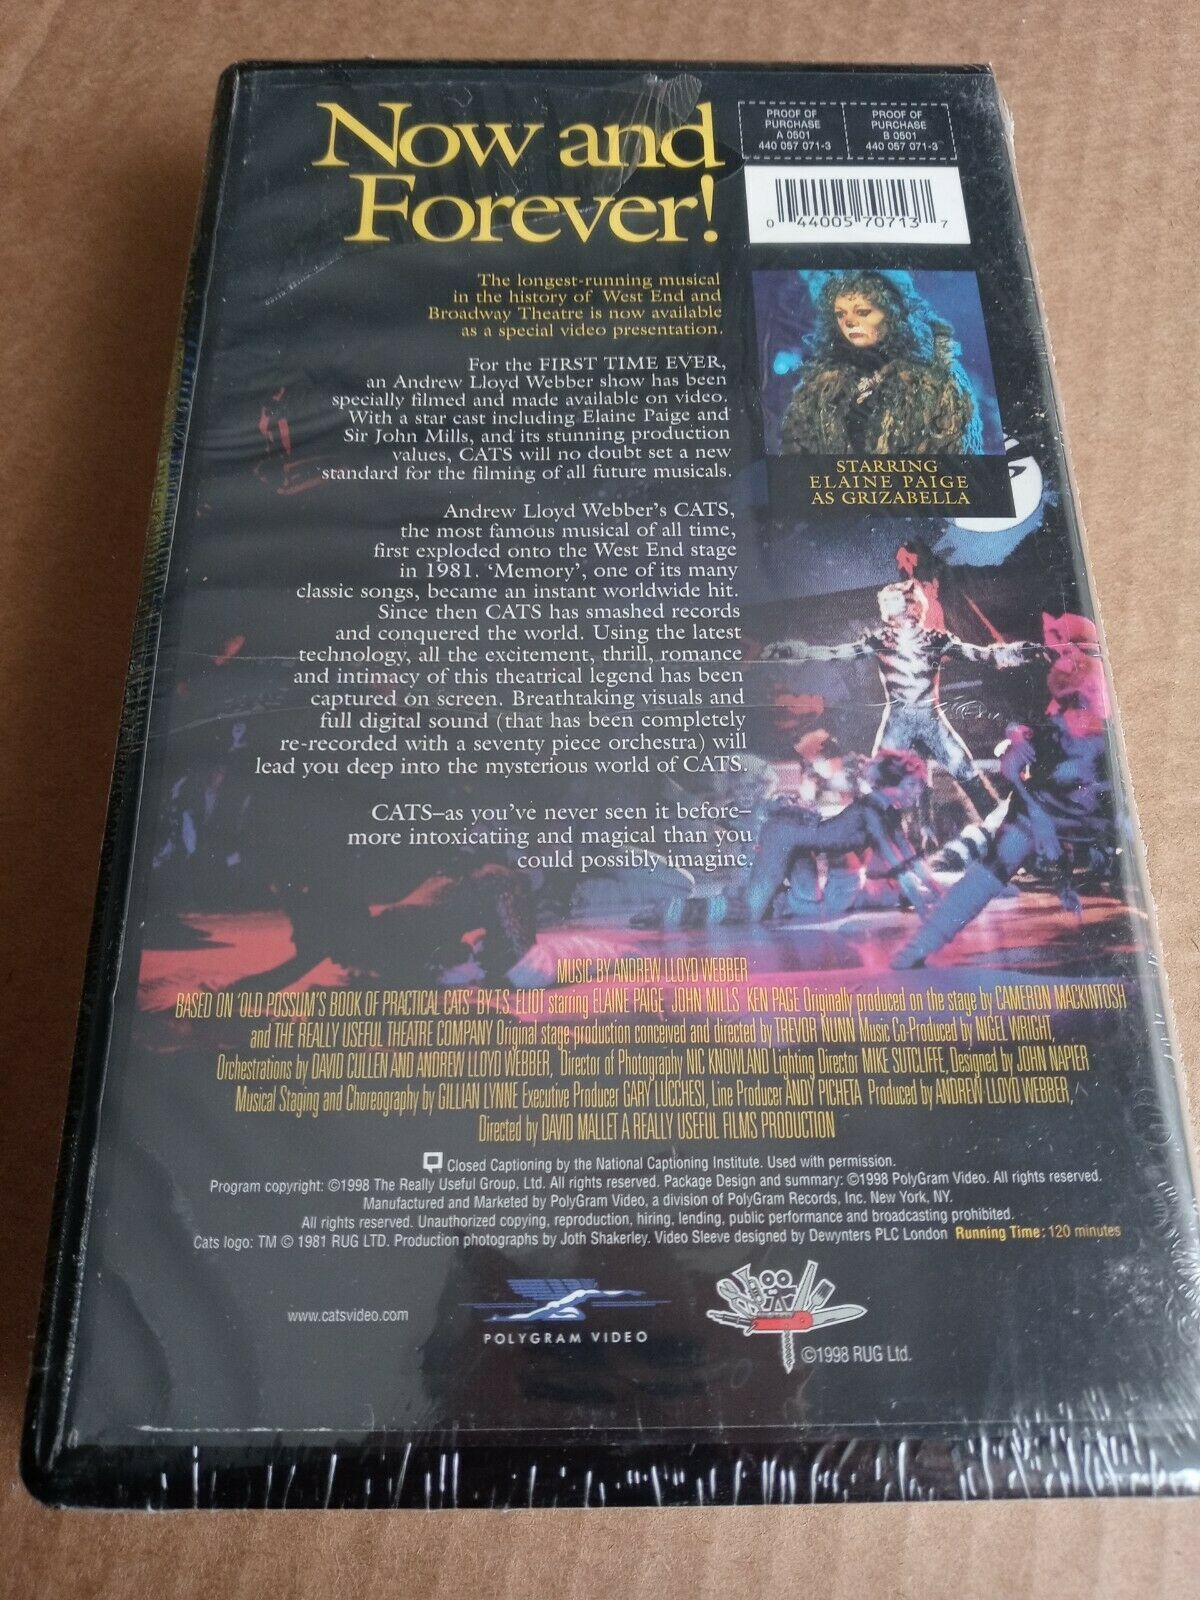 Now and
Forever!
PROOF OF
PURCHASE
A 0501
440 057 071-3
PROOF OF
PURCHASE
B 0501
440 057 071-3
0 44005 70713 7
The longest-running musical
in the history of West End and
Broadway Theatre is now available
as a special video presentation.
For the FIRST TIME EVER,
an Andrew Lloyd Webber show has been
specially filmed and made available on video.
With a star cast including Elaine Paige and
Sir John Mills, and its stunning production
values, CATS will no doubt set a new
standard for the filming of all future musicals.
STARRING
ELAINE PAIGE
AS GRIZABELLA
Andrew Lloyd Webber's CATS,
the most famous musical of all time,
first exploded onto the West End stage
in 1981. 'Memory', one of its many
classic songs, became an instant worldwide hit.
Since then CATS has smashed records
and conquered the world. Using the latest
technology, all the excitement, thrill, romance
and intimacy of this theatrical legend has been
captured on screen. Breathtaking visuals and
full digital sound (that has been completely
re-recorded with a seventy piece orchestra) will
lead you deep into the mysterious world of CATS.
CATS–as you've never seen it before–
more intoxicating and magical than you
could possibly imagine.
MUSIC BY ANDREW LLOYD WEBBER
BASED ON 'OLD POSSUM'S BOOK OF PRACTICAL CATS' BY T.S. ELIOT starring ELAINE PAIGE, JOHN MILLS, KEN PAGE Originally produced on the stage by CAMERON MACKINTOSH
and THE REALLY USEFUL THEATRE COMPANY Original stage production conceived and directed by TREVOR NUNN Music Co-Produced by NIGEL WRIGHT,
Orchestrations by DAVID CULLEN AND ANDREW LLOYD WEBBER, Director of Photography NIC KNOWLAND Lighting Director MIKE SUTCLIFFE, Designed by JOHN NAPIER
Musical Staging and Choreography by GILLIAN LYNNE Executive Producer GARY LUCCHESI, Line Producer ANDY PICHETA Produced by ANDREW LLOYD WEBBER,
Directed by DAVID MALLET A REALLY USEFUL FILMS PRODUCTION
Closed Captioning by the National Captioning Institute. Used with permission.
Program copyright: ©1998 The Really Useful Group, Ltd. All rights reserved. Package Design and summary: ©1998 PolyGram Video. All rights reserved.
Manufactured and Marketed by PolyGram Video, a division of PolyGram Records, Inc. New York, NY.
All rights reserved. Unauthorized copying, reproduction, hiring, lending, public performance and broadcasting prohibited.
Cats logo: TM © 1981 RUG LTD. Production photographs by Joth Shakerley. Video Sleeve designed by Dewynters PLC London Running Time: 120 minutes
www.catsvideo.com
POLYGRAM VIDEO
©1998 RUG Ltd.